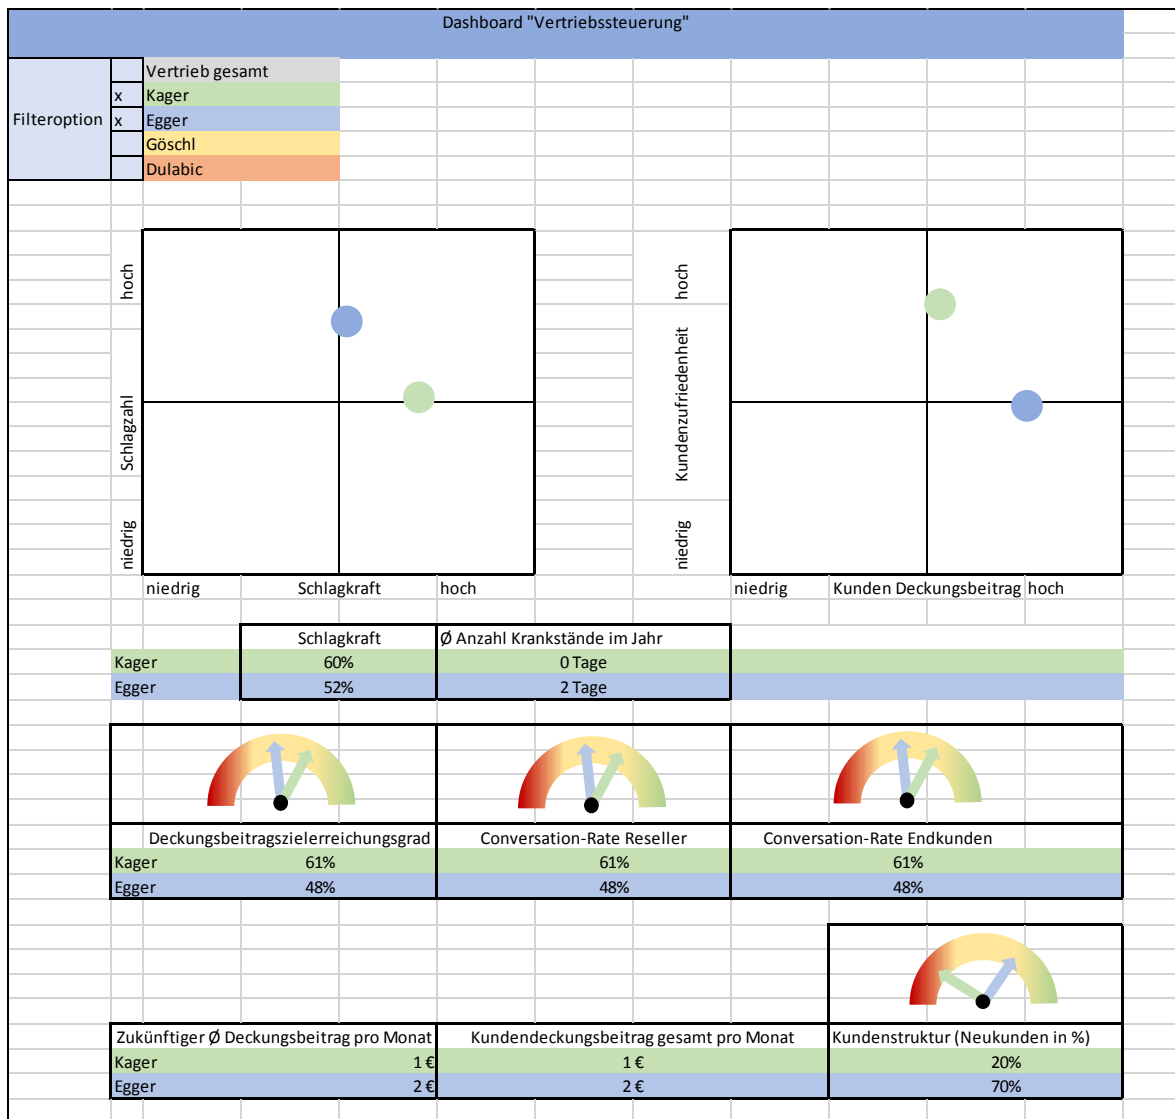 Dashboard "Vertriebssteuerung"
Filteroption
Vertrieb gesamt
x Kager
x Egger
Göschl
Dulabic
hoch
Schlagzahl
niedrig
niedrig Schlagkraft hoch
hoch
Kundenzufriedenheit
niedrig
niedrig Kunden Deckungsbeitrag hoch
Schlagkraft Ø Anzahl Krankstände im Jahr
Kager 60% 0 Tage
Egger 52% 2 Tage
Deckungsbeitragszielerreichungsgrad Conversation-Rate Reseller Conversation-Rate Endkunden
Kager 61% 61% 61%
Egger 48% 48% 48%
Zukünftiger Ø Deckungsbeitrag pro Monat Kundendeckungsbeitrag gesamt pro Monat Kundenstruktur (Neukunden in %)
Kager 1 € 1 € 20%
Egger 2 € 2 € 70%